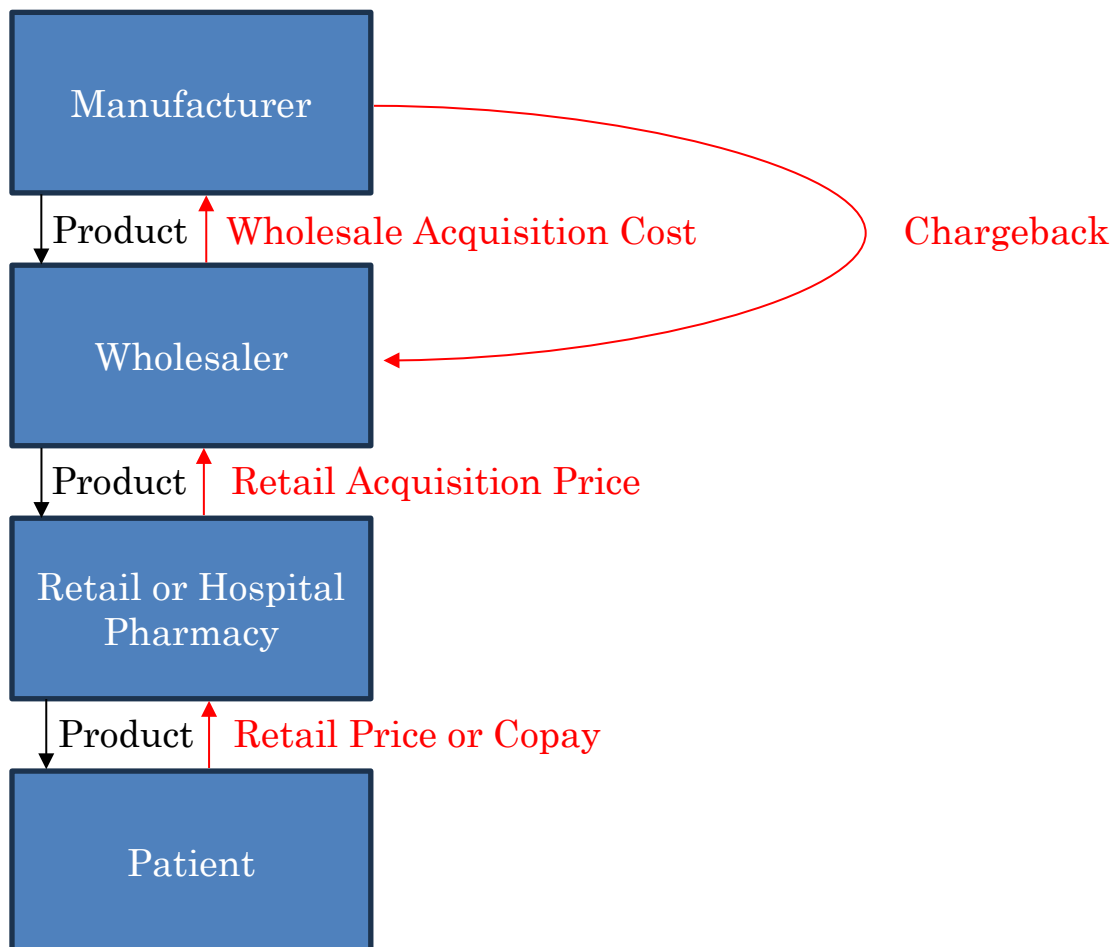 Manufacturer
Product
Wholesale Acquisition Cost
Chargeback
Wholesaler
Product
Retail Acquisition Price
Retail or Hospital
Pharmacy
Product
Retail Price or Copay
Patient